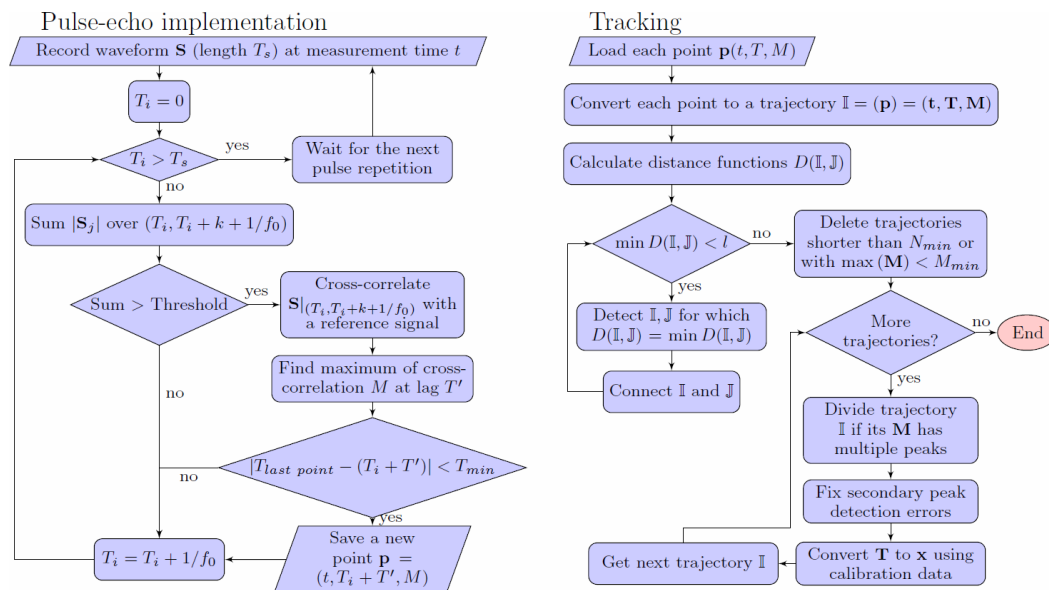 Pulse-echo implementation
Record waveform S (length T_s) at measurement time t
T_i = 0
T_i > T_s
yes
Wait for the next
pulse repetition
no
Sum |S_j| over (T_i, T_i + k + 1/f_0)
Sum > Threshold
yes
Cross-correlate
S|_(T_i,T_i+k+1/f_0) with
a reference signal
Find maximum of cross-
correlation M at lag T′
no
|T_last point − (T_i + T′)| < T_min
no
yes
Save a new
point p =
(t, T_i + T′, M)
T_i = T_i + 1/f_0
Tracking
Load each point p(t, T, M)
Convert each point to a trajectory 𝕀 = (p) = (t, T, M)
Calculate distance functions D(𝕀, 𝕁)
min D(𝕀, 𝕁) < l
no
Delete trajectories
shorter than N_min or
with max (M) < M_min
yes
Detect 𝕀, 𝕁 for which
D(𝕀, 𝕁) = min D(𝕀, 𝕁)
Connect 𝕀 and 𝕁
More
trajectories?
no
End
yes
Divide trajectory
𝕀 if its M has
multiple peaks
Fix secondary peak
detection errors
Convert T to x using
calibration data
Get next trajectory 𝕀